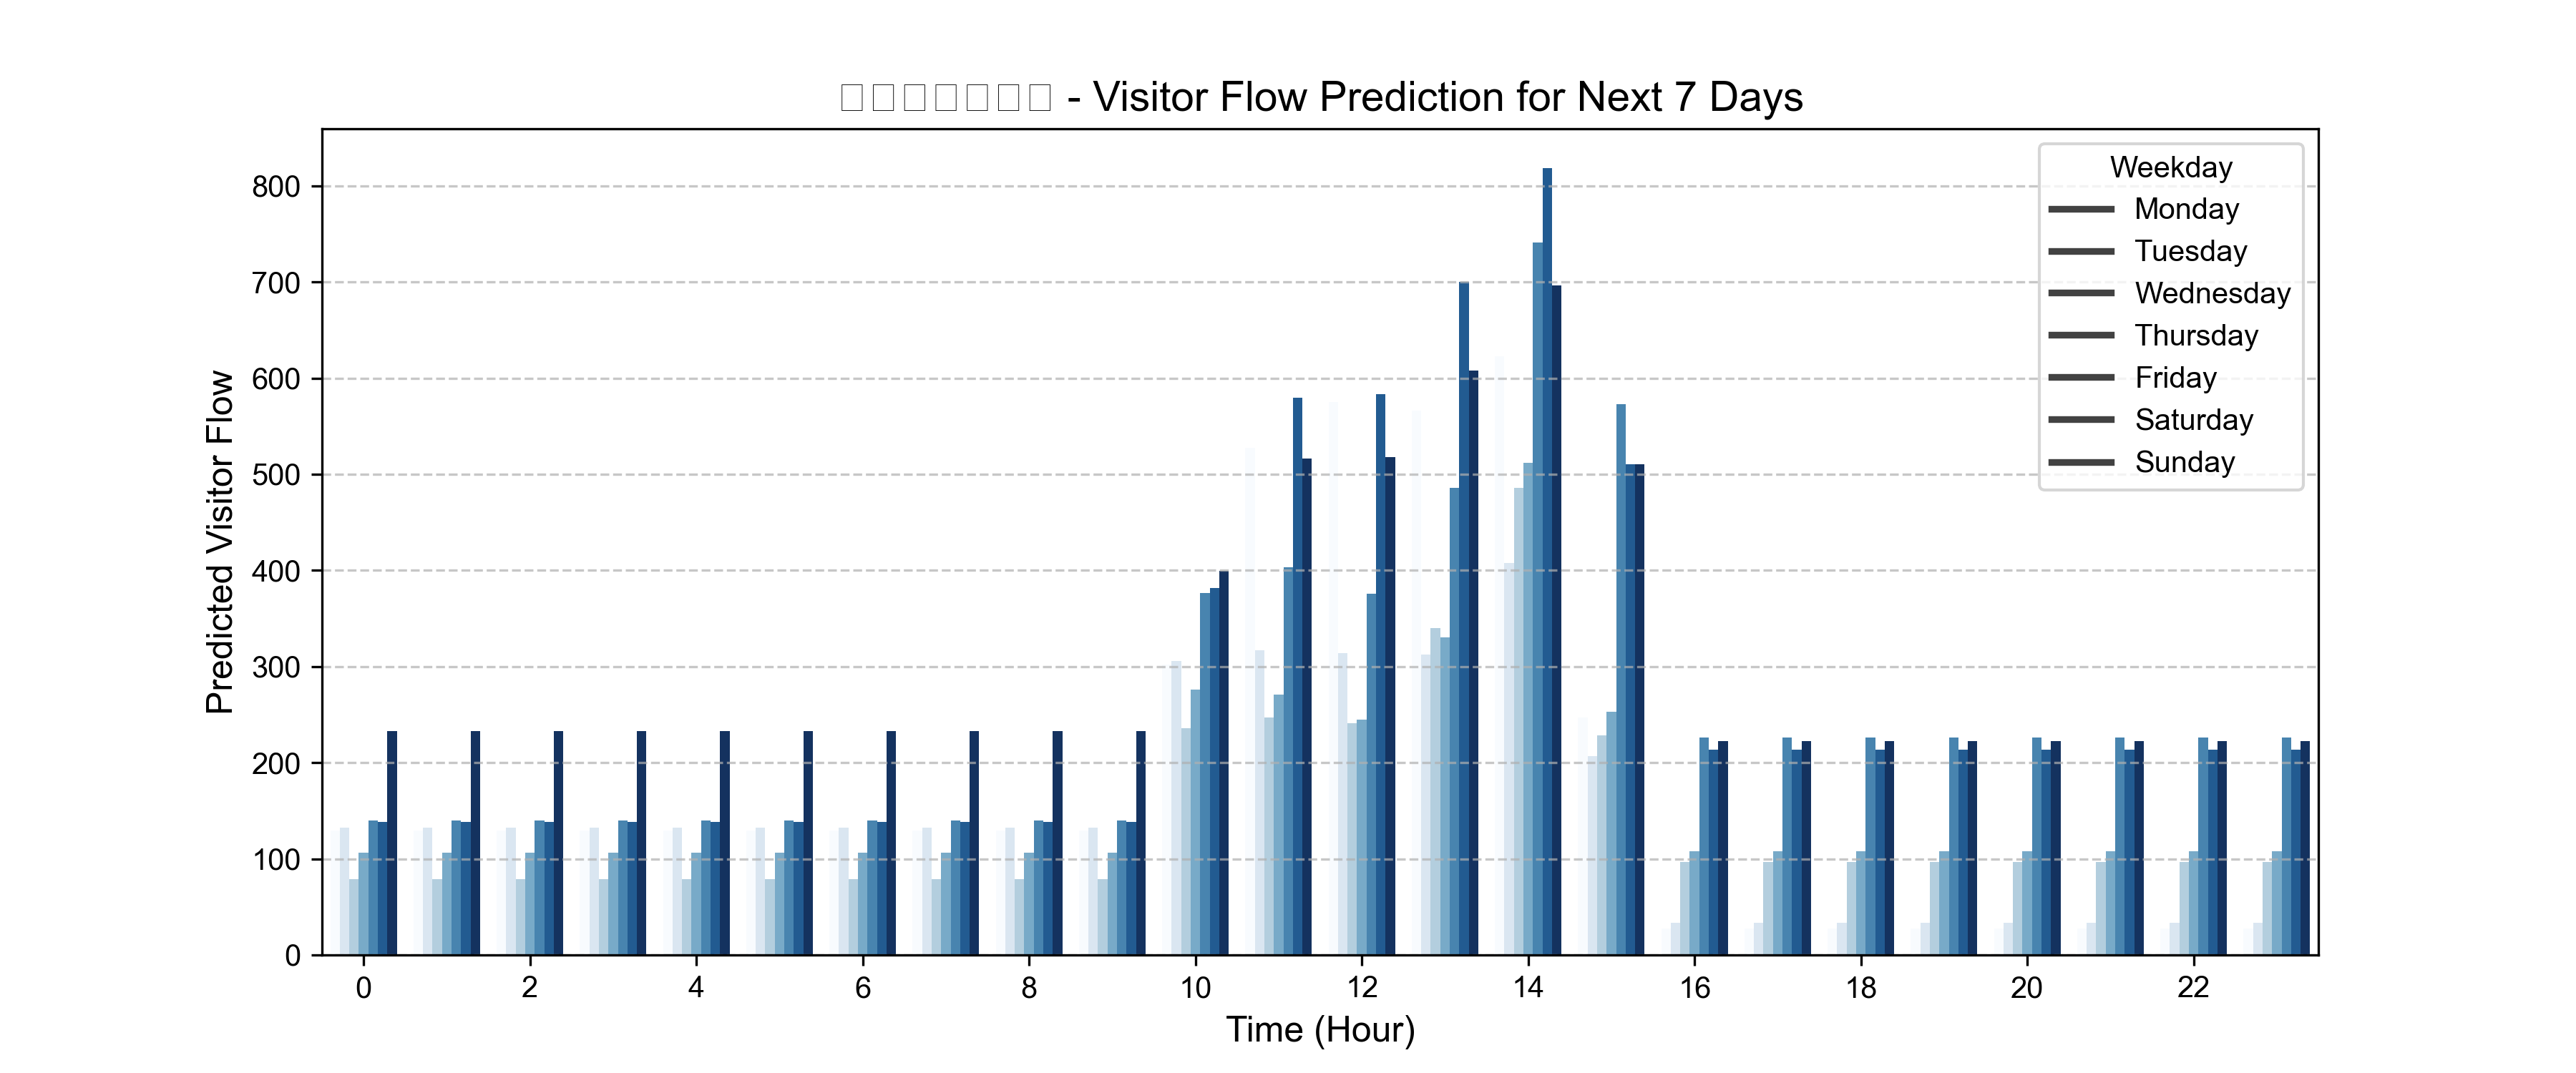 □□□□□□□ - Visitor Flow Prediction for Next 7 Days
Predicted Visitor Flow
800
700
600
500
400
300
200
100
0
Weekday
Monday
Tuesday
Wednesday
Thursday
Friday
Saturday
Sunday
0 2 4 6 8 10 12 14 16 18 20 22
Time (Hour)